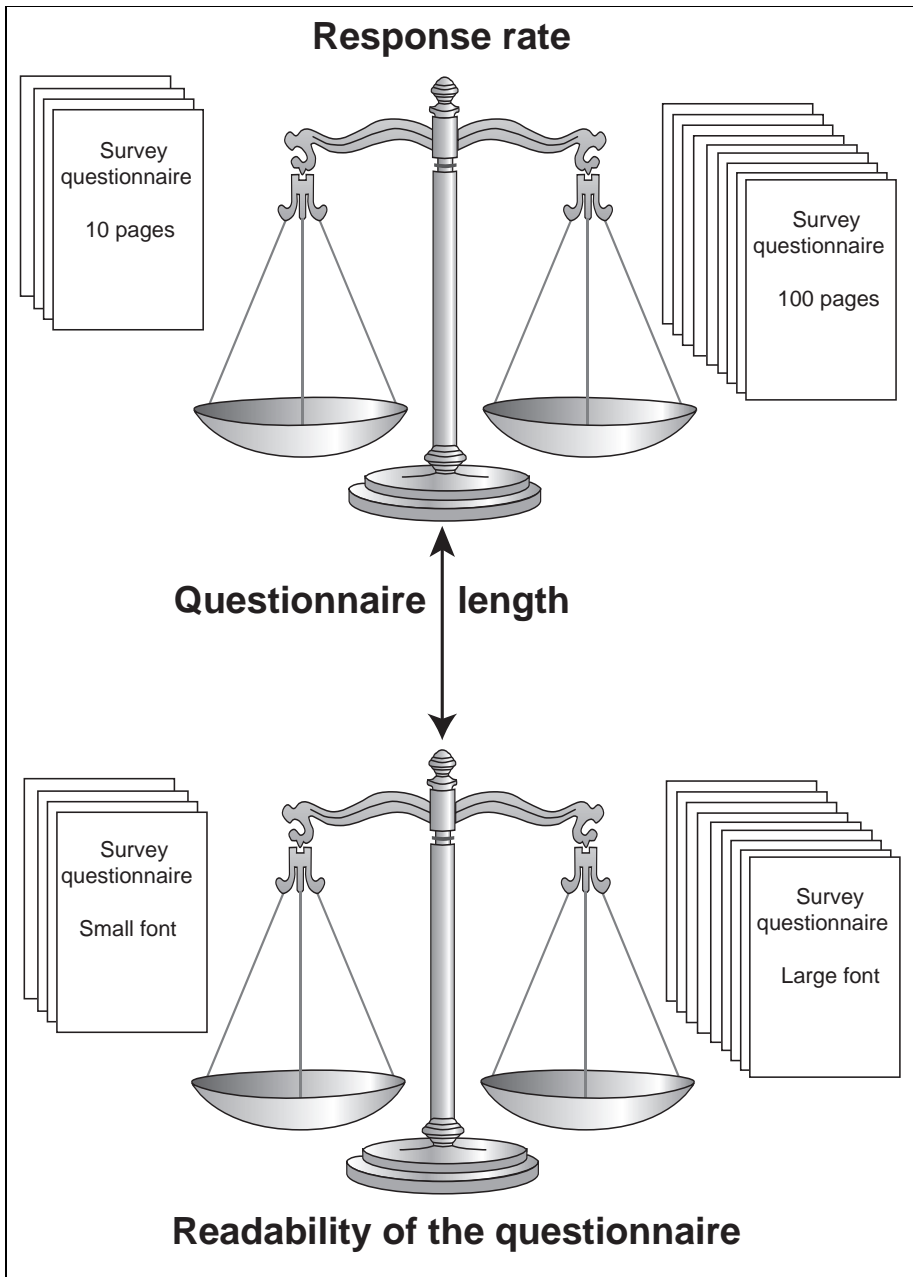 Response rate
Survey
questionnaire
10 pages
Survey
questionnaire
100 pages
Questionnaire length
Survey
questionnaire
Small font
Survey
questionnaire
Large font
Readability of the questionnaire